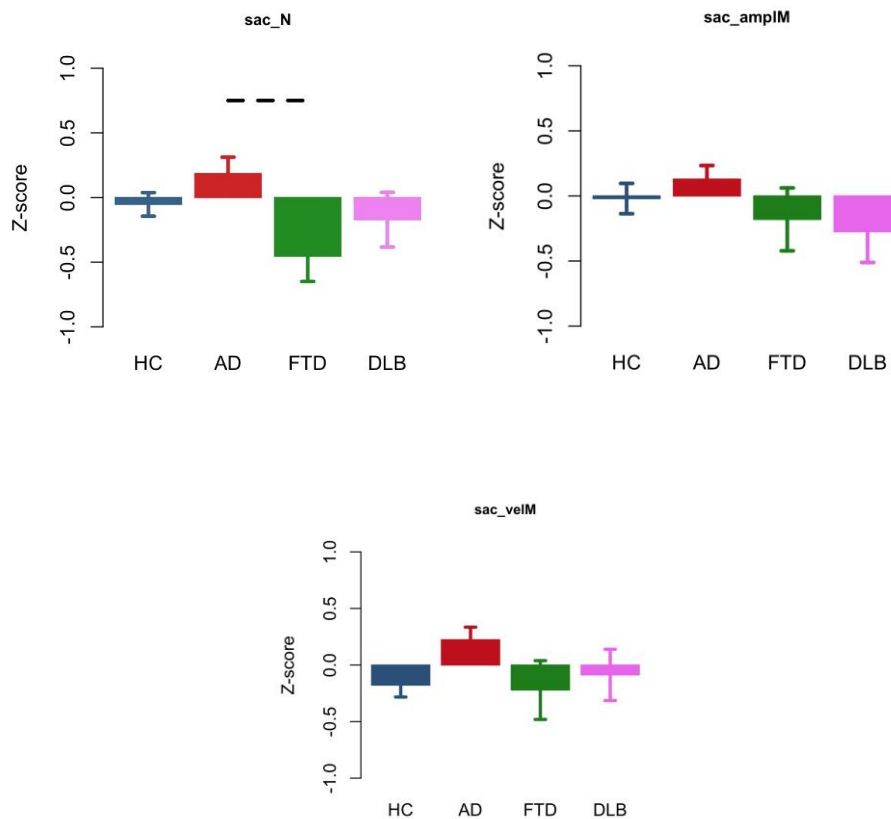 sac_N
1.0
0.5
0.0
-0.5
-1.0
Z-score
HC AD FTD DLB
sac_amplM
1.0
0.5
0.0
-0.5
-1.0
Z-score
HC AD FTD DLB
sac_velM
1.0
0.5
0.0
-0.5
-1.0
Z-score
HC AD FTD DLB